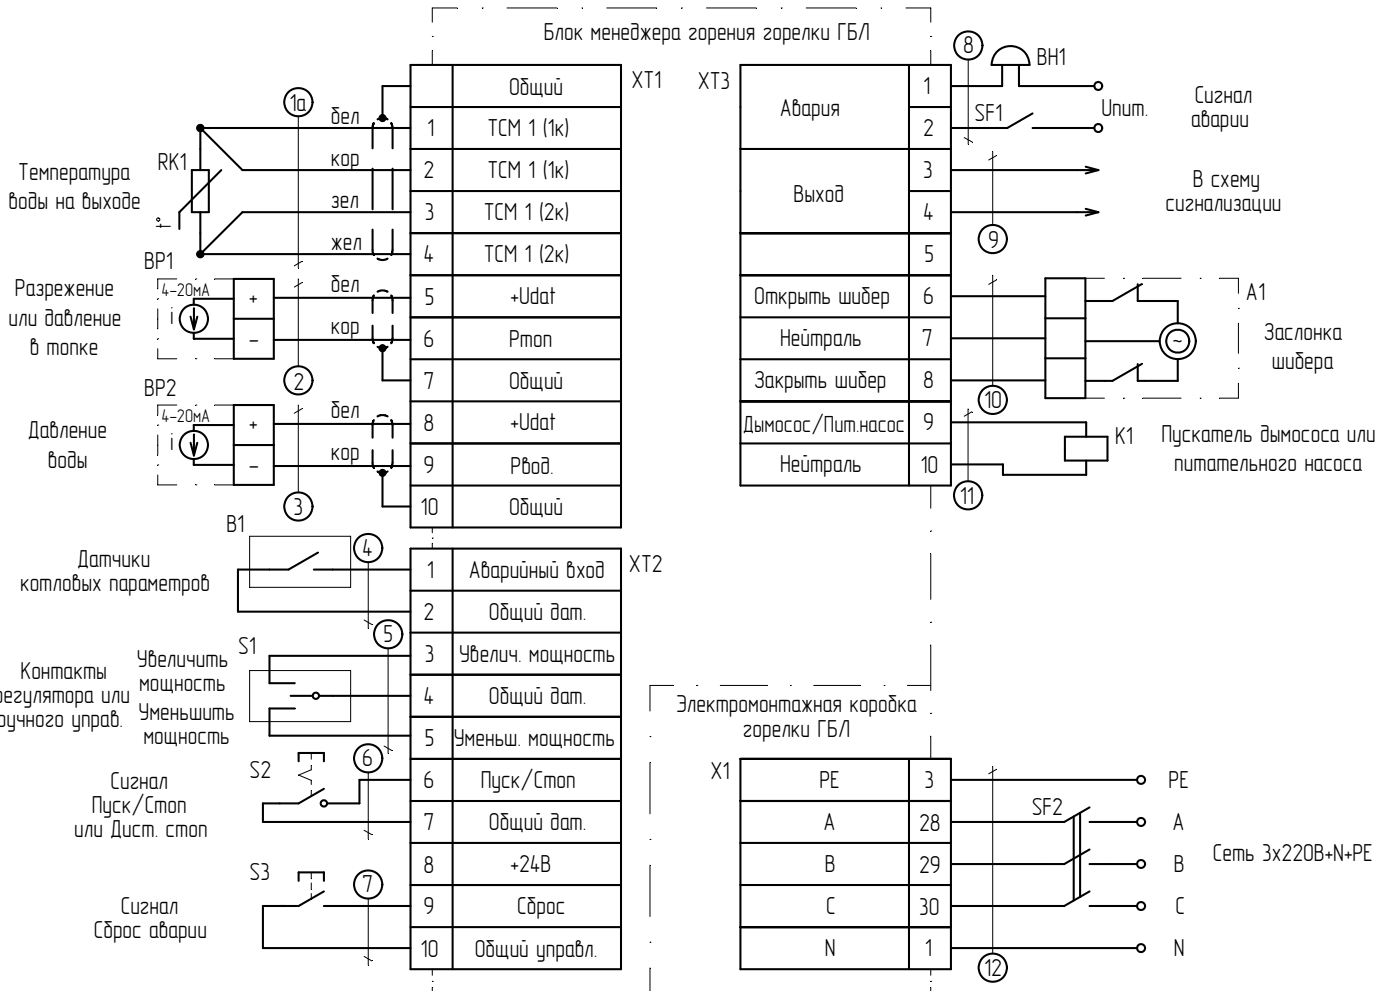 Блок менеджера горения горелки ГБЛ
XT1
Общий
1 ТСМ 1 (1к)
2 ТСМ 1 (1к)
3 ТСМ 1 (2к)
4 ТСМ 1 (2к)
5 +Udat
6 Pтоп
7 Общий
8 +Udat
9 Рвод.
10 Общий
1а
бел
кор
зел
жел
RK1
t°
Температура
воды на выходе
BP1
4-20мА
i
+
−
бел
кор
2
Разрежение
или давление
в топке
BP2
4-20мА
i
+
−
бел
кор
3
Давление
воды
XT2
1 Аварийный вход
2 Общий дат.
3 Увелич. мощность
4 Общий дат.
5 Уменьш. мощность
6 Пуск/Стоп
7 Общий дат.
8 +24В
9 Сброс
10 Общий управл.
B1
4
Датчики
котловых параметров
S1
5
Увеличить
мощность
Уменьшить
мощность
Контакты
регулятора или
ручного управ.
S2
6
Сигнал
Пуск/Стоп
или Дист. стоп
S3
7
Сигнал
Сброс аварии
XT3
Авария 1
2
Выход 3
4
5
Открыть шибер 6
Нейтраль 7
Закрыть шибер 8
Дымосос/Пит.насос 9
Нейтраль 10
8
BH1
SF1
Uпит.
Сигнал
аварии
9
В схему
сигнализации
10
A1
~
Заслонка
шибера
11
K1
Пускатель дымососа или
питательного насоса
Электромонтажная коробка
горелки ГБЛ
X1
PE 3
A 28
B 29
C 30
N 1
12
SF2
PE
A
B
C
N
Сеть 3х220В+N+PE